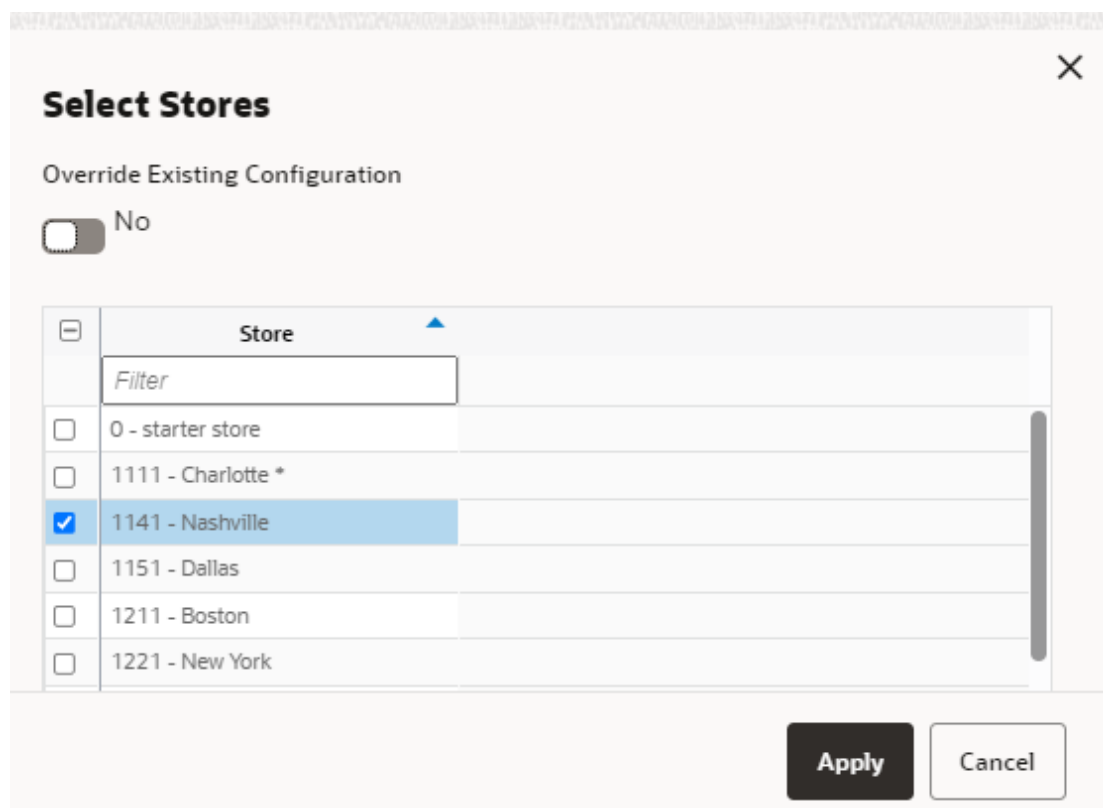 Select Stores
Override Existing Configuration
No
Store
Filter
0 - starter store
1111 - Charlotte *
1141 - Nashville
1151 - Dallas
1211 - Boston
1221 - New York
Apply
Cancel